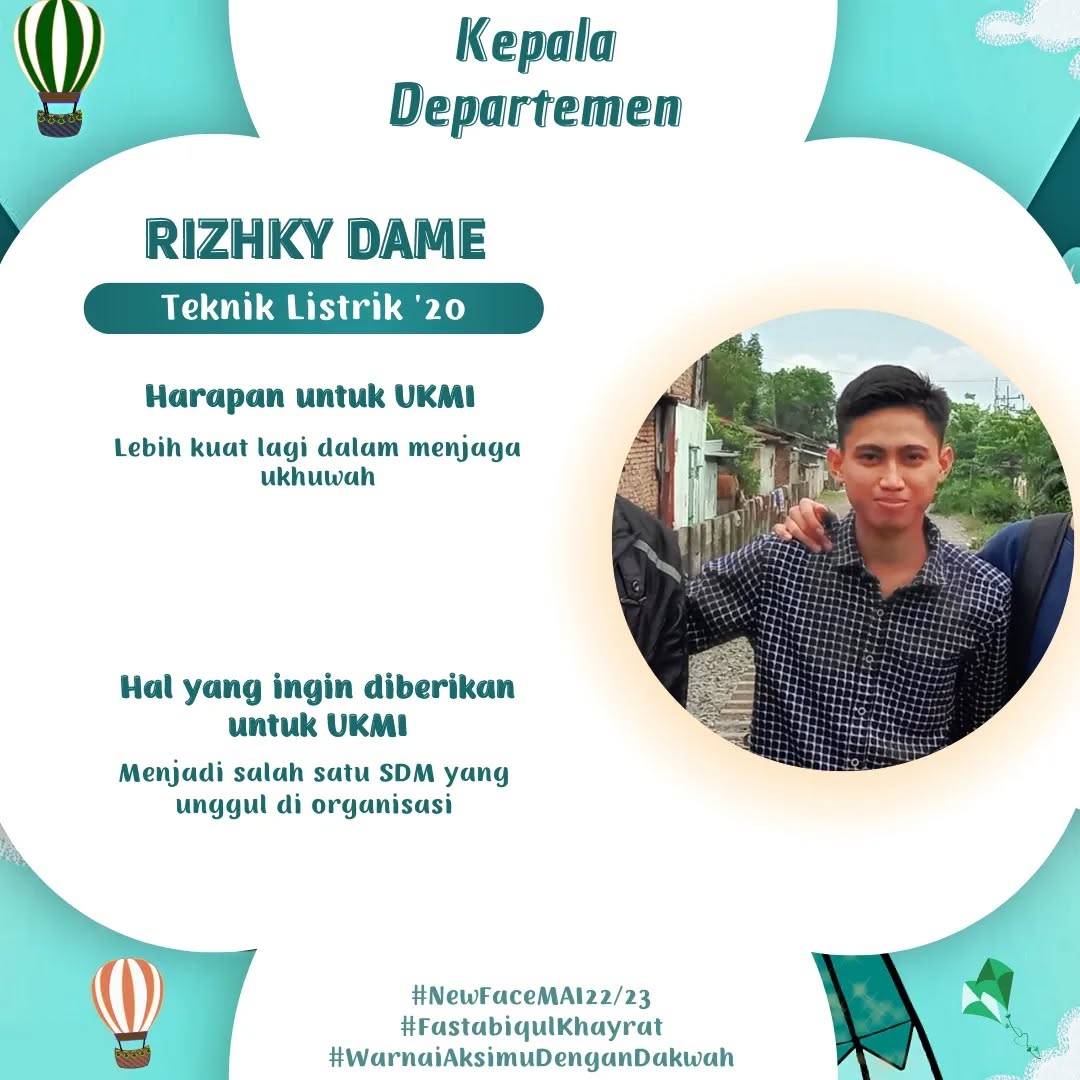 Kepala
Departemen
RIZHKY DAME
Teknik Listrik '20
Harapan untuk UKMI
Lebih kuat lagi dalam menjaga
ukhuwah
Hal yang ingin diberikan
untuk UKMI
Menjadi salah satu SDM yang
unggul di organisasi
#NewFaceMAI22/23
#FastabiqulKhayrat
#WarnaiAksimuDenganDakwah